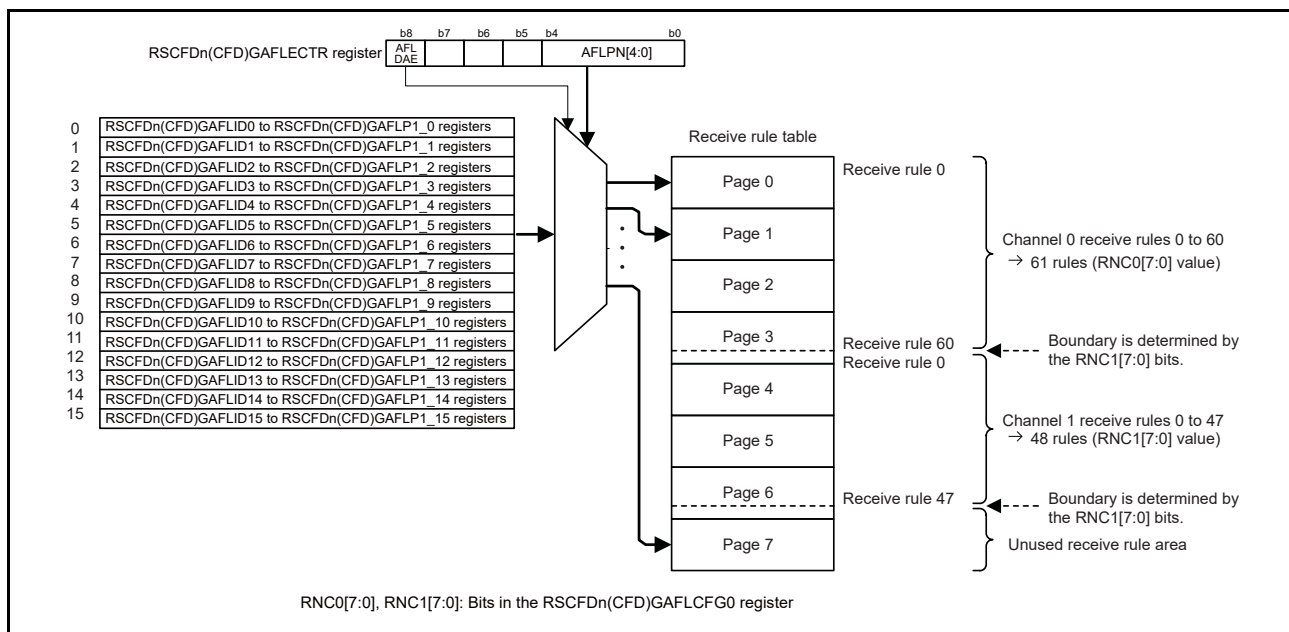 b8 b7 b6 b5 b4 b0
RSCFDn(CFD)GAFLECTR register
AFL
DAE
AFLPN[4:0]
0 RSCFDn(CFD)GAFLID0 to RSCFDn(CFD)GAFLP1_0 registers
1 RSCFDn(CFD)GAFLID1 to RSCFDn(CFD)GAFLP1_1 registers
2 RSCFDn(CFD)GAFLID2 to RSCFDn(CFD)GAFLP1_2 registers
3 RSCFDn(CFD)GAFLID3 to RSCFDn(CFD)GAFLP1_3 registers
4 RSCFDn(CFD)GAFLID4 to RSCFDn(CFD)GAFLP1_4 registers
5 RSCFDn(CFD)GAFLID5 to RSCFDn(CFD)GAFLP1_5 registers
6 RSCFDn(CFD)GAFLID6 to RSCFDn(CFD)GAFLP1_6 registers
7 RSCFDn(CFD)GAFLID7 to RSCFDn(CFD)GAFLP1_7 registers
8 RSCFDn(CFD)GAFLID8 to RSCFDn(CFD)GAFLP1_8 registers
9 RSCFDn(CFD)GAFLID9 to RSCFDn(CFD)GAFLP1_9 registers
10 RSCFDn(CFD)GAFLID10 to RSCFDn(CFD)GAFLP1_10 registers
11 RSCFDn(CFD)GAFLID11 to RSCFDn(CFD)GAFLP1_11 registers
12 RSCFDn(CFD)GAFLID12 to RSCFDn(CFD)GAFLP1_12 registers
13 RSCFDn(CFD)GAFLID13 to RSCFDn(CFD)GAFLP1_13 registers
14 RSCFDn(CFD)GAFLID14 to RSCFDn(CFD)GAFLP1_14 registers
15 RSCFDn(CFD)GAFLID15 to RSCFDn(CFD)GAFLP1_15 registers
Receive rule table
Page 0
Page 1
Page 2
Page 3
Page 4
Page 5
Page 6
Page 7
Receive rule 0
Receive rule 60
Receive rule 0
Receive rule 47
Channel 0 receive rules 0 to 60
→ 61 rules (RNC0[7:0] value)
Boundary is determined by
the RNC1[7:0] bits.
Channel 1 receive rules 0 to 47
→ 48 rules (RNC1[7:0] value)
Boundary is determined by
the RNC1[7:0] bits.
Unused receive rule area
RNC0[7:0], RNC1[7:0]: Bits in the RSCFDn(CFD)GAFLCFG0 register